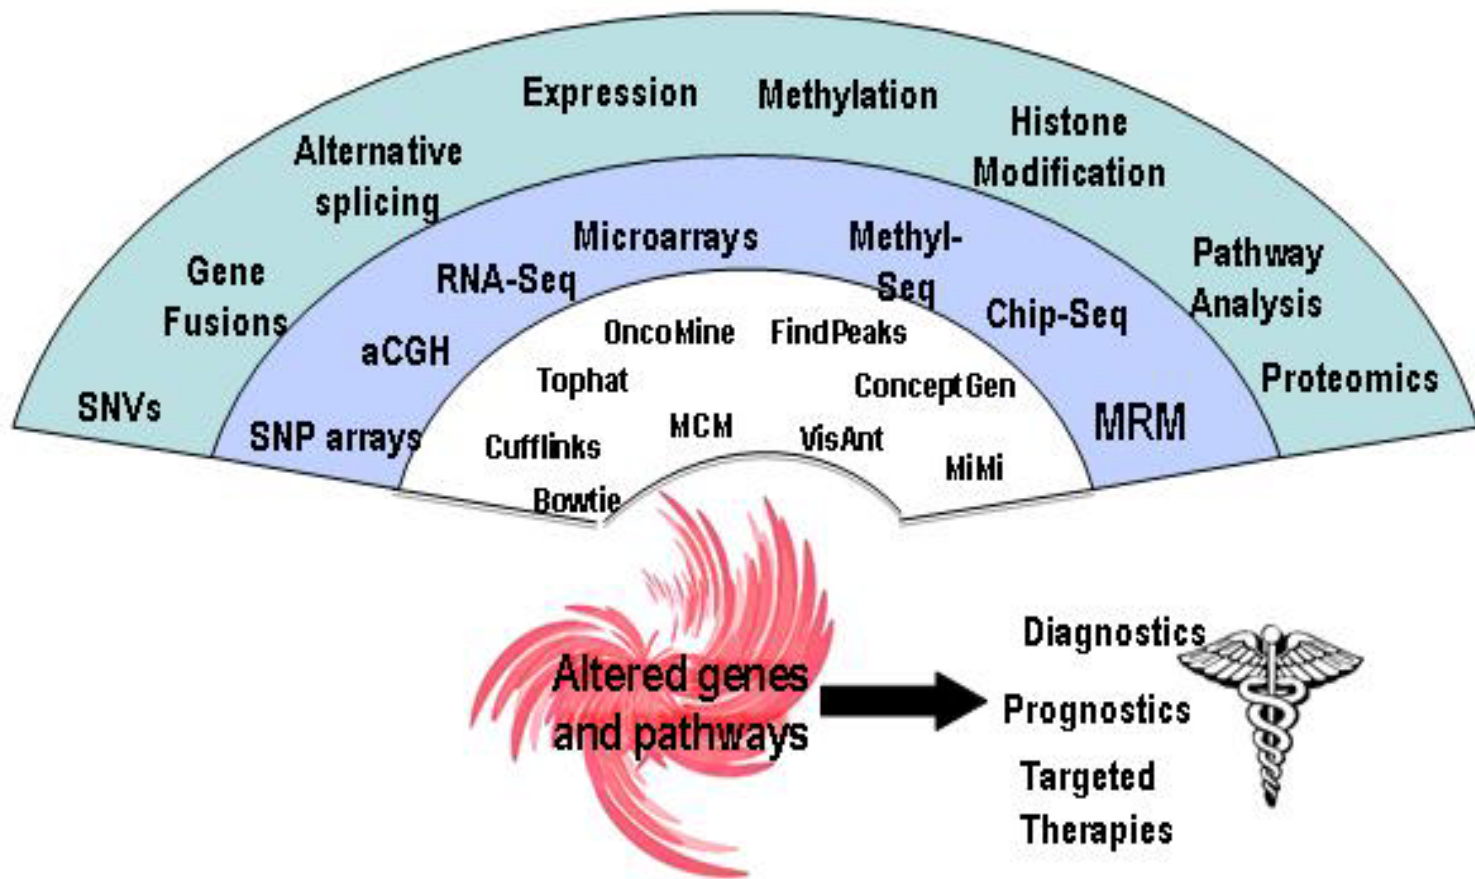 Expression
Methylation
Histone
Modification
Alternative
splicing
Gene
Fusions
SNVs
Pathway
Analysis
Proteomics
Microarrays
Methyl-
Seq
RNA-Seq
Chip-Seq
aCGH
SNP arrays
MRM
OncoMine
FindPeaks
Tophat
ConceptGen
MCM
VisAnt
Cufflinks
MiMi
Bowtie
Altered genes
and pathways
Diagnostics
Prognostics
Targeted
Therapies